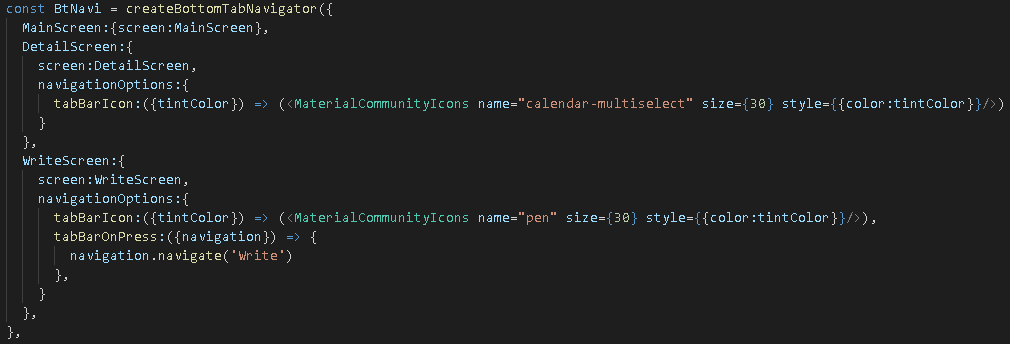 const BtNavi = createBottomTabNavigator({
MainScreen:{screen:MainScreen},
DetailScreen:{
screen:DetailScreen,
navigationOptions:{
tabBarIcon:({tintColor}) => (<MaterialCommunityIcons name="calendar-multiselect" size={30} style={{color:tintColor}}/>)
}
},
WriteScreen:{
screen:WriteScreen,
navigationOptions:{
tabBarIcon:({tintColor}) => (<MaterialCommunityIcons name="pen" size={30} style={{color:tintColor}}/>),
tabBarOnPress:({navigation}) => {
navigation.navigate('Write')
},
}
},
},